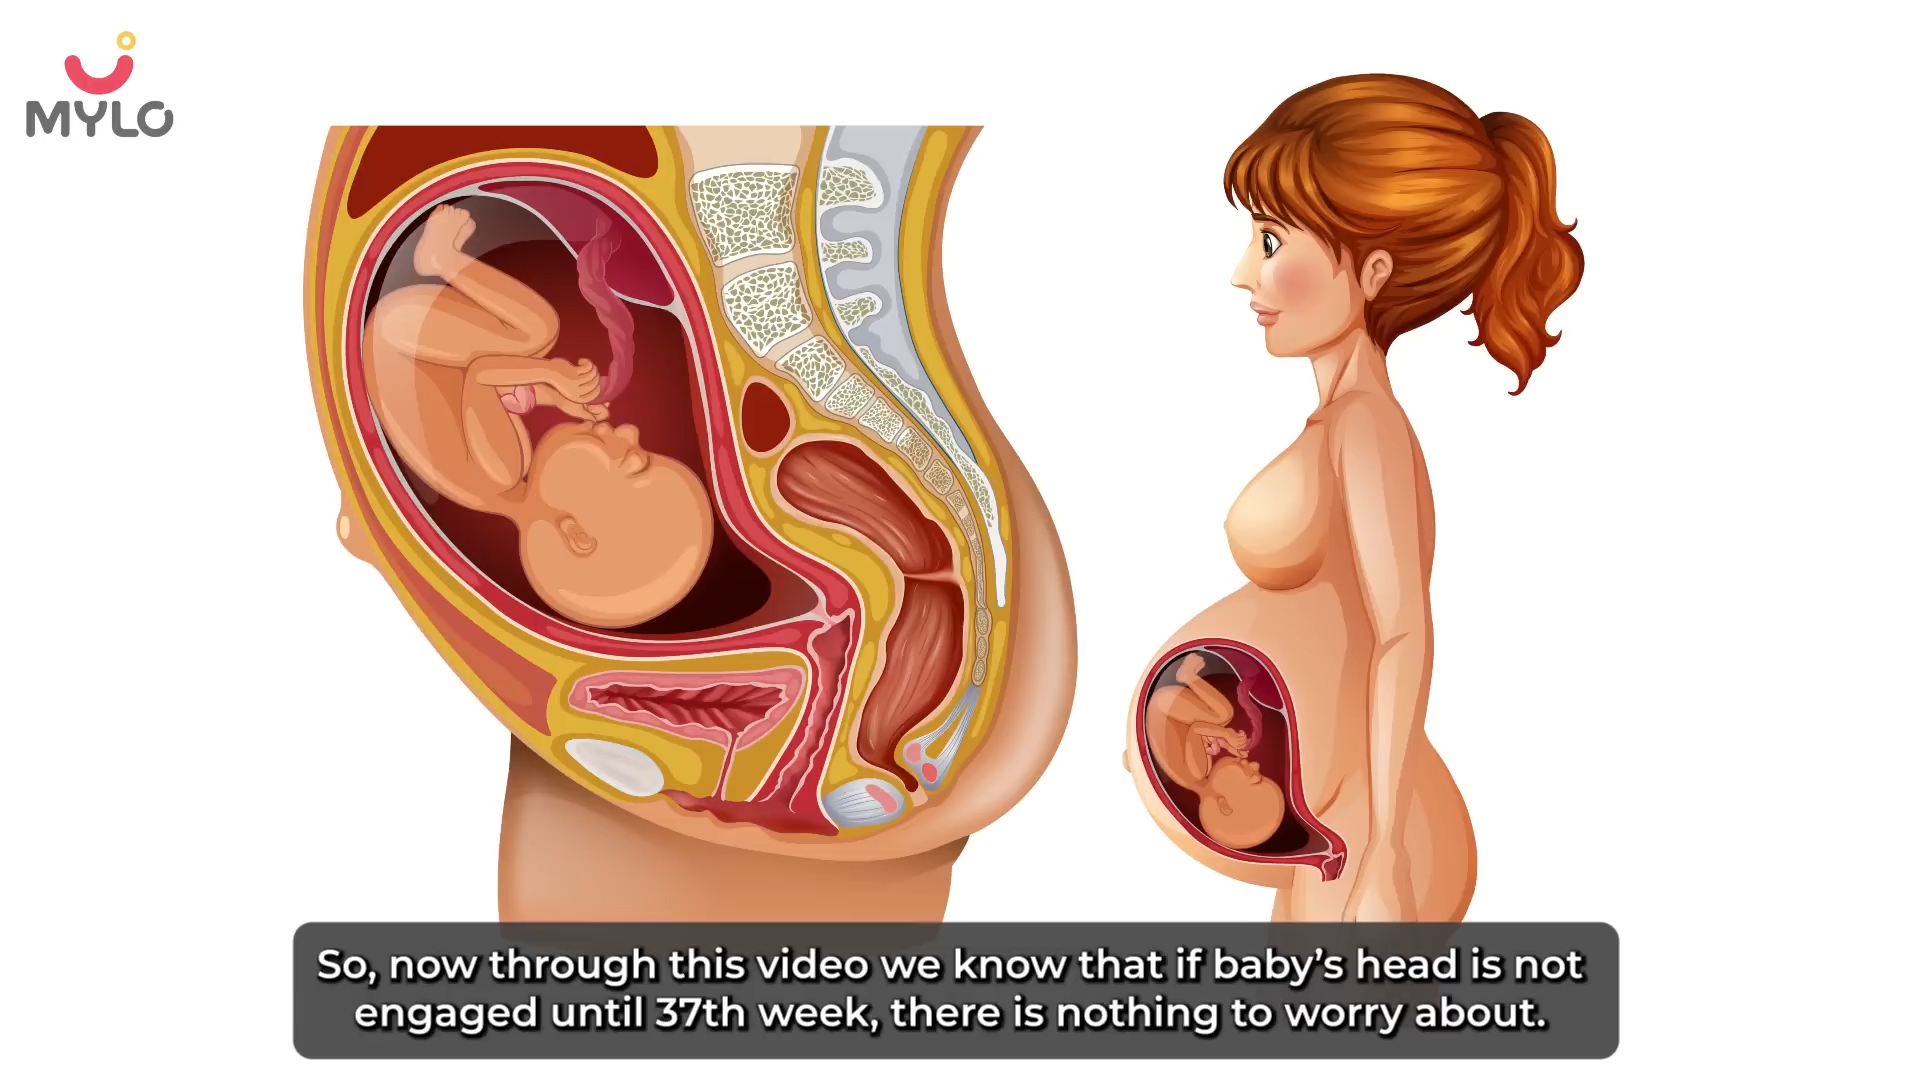 MYLO
So, now through this video we know that if baby's head is not
engaged until 37th week, there is nothing to worry about.